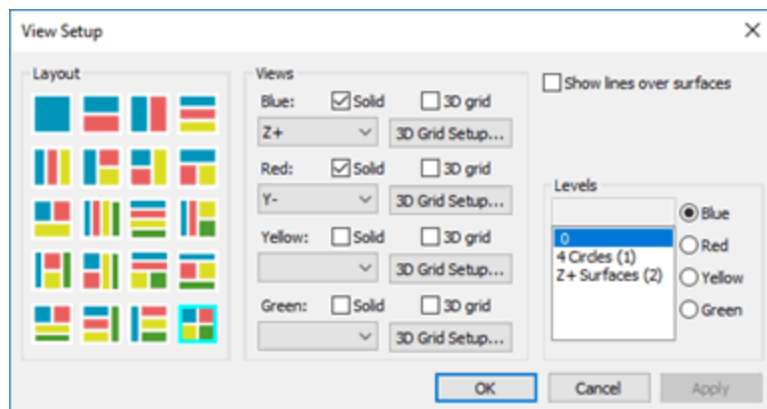 View Setup
Layout
Views
Blue: Solid 3D grid
Z+ 3D Grid Setup...
Red: Solid 3D grid
Y- 3D Grid Setup...
Yellow: Solid 3D grid
3D Grid Setup...
Green: Solid 3D grid
3D Grid Setup...
Show lines over surfaces
Levels
0
4 Circles (1)
Z+ Surfaces (2)
Blue
Red
Yellow
Green
OK Cancel Apply